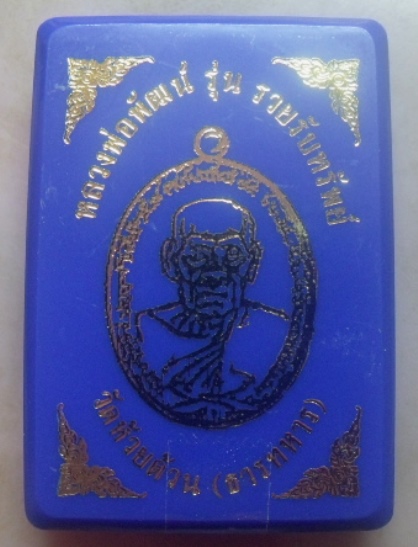 หลวงพ่อพัฒน์ รุ่น รวยรับทรัพย์
วัดห้วยด้วน (ธารทหาร)